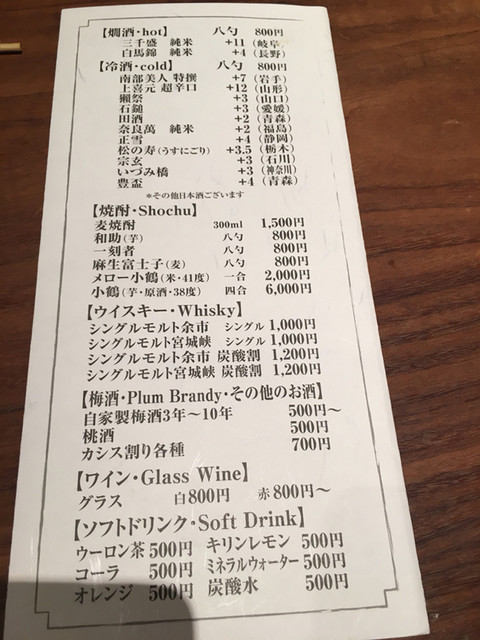 【燗酒・hot】 八勺 800円
三千盛 純米 +11（岐阜）
白馬錦 純米 +4（長野）
【冷酒・cold】 八勺 800円
南部美人 特撰 +7（岩手）
上喜元 超辛口 +12（山形）
獺祭 +3（山口）
石鎚 +3（愛媛）
田酒 +2（青森）
奈良萬 純米 +2（福島）
正雪 +4（静岡）
松の寿（うすにごり） +3.5（栃木）
宗玄 +3（石川）
いづみ橋 +3（神奈川）
豊盃 +4（青森）
＊その他日本酒ございます
【焼酎・Shochu】
麦焼酎 300ml 1,500円
和助（芋） 八勺 800円
一刻者 八勺 800円
麻生富士子（麦） 八勺 800円
メロー小鶴（米・41度） 一合 2,000円
小鶴（芋・原酒・38度） 四合 6,000円
【ウイスキー・Whisky】
シングルモルト余市 シングル 1,000円
シングルモルト宮城峡 シングル 1,000円
シングルモルト余市 炭酸割 1,200円
シングルモルト宮城峡 炭酸割 1,200円
【梅酒・Plum Brandy・その他のお酒】
自家製梅酒3年〜10年 500円〜
桃酒 500円
カシス割り各種 700円
【ワイン・Glass Wine】
グラス 白800円 赤800円〜
【ソフトドリンク・Soft Drink】
ウーロン茶 500円 キリンレモン 500円
コーラ 500円 ミネラルウォーター 500円
オレンジ 500円 炭酸水 500円